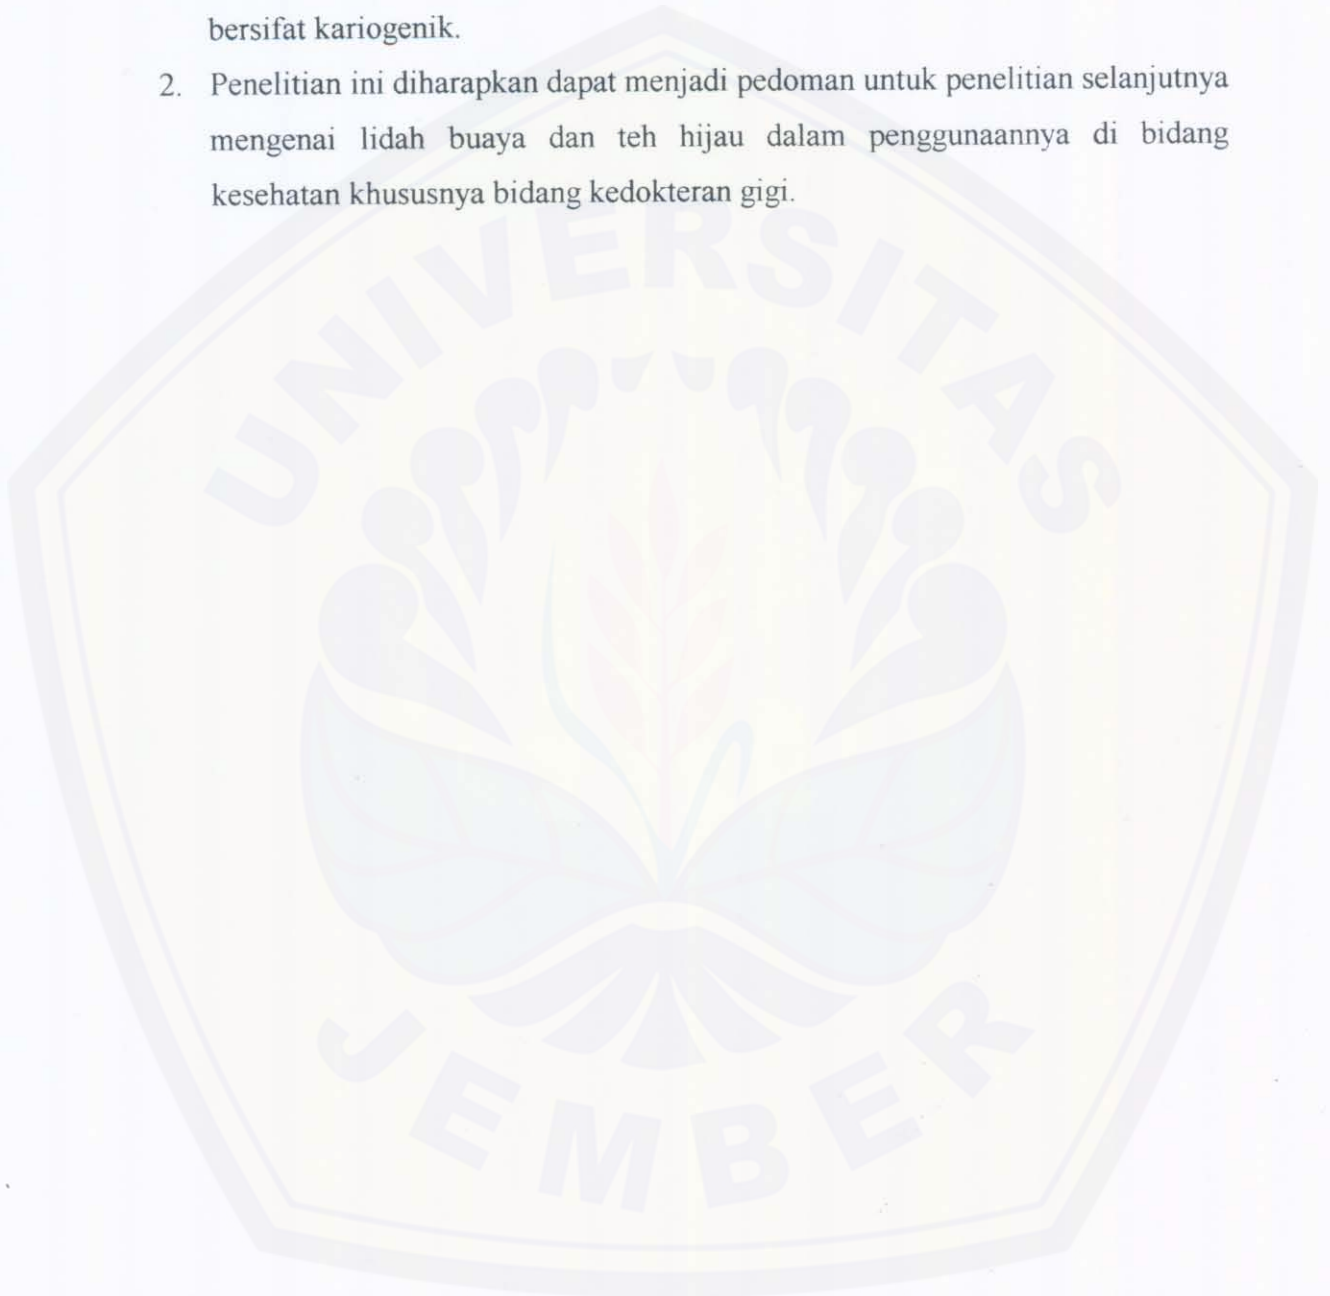 bersifat kariogenik.
2. Penelitian ini diharapkan dapat menjadi pedoman untuk penelitian selanjutnya
mengenai lidah buaya dan teh hijau dalam penggunaannya di bidang
kesehatan khususnya bidang kedokteran gigi.
UNIVERSITAS
JEMBER